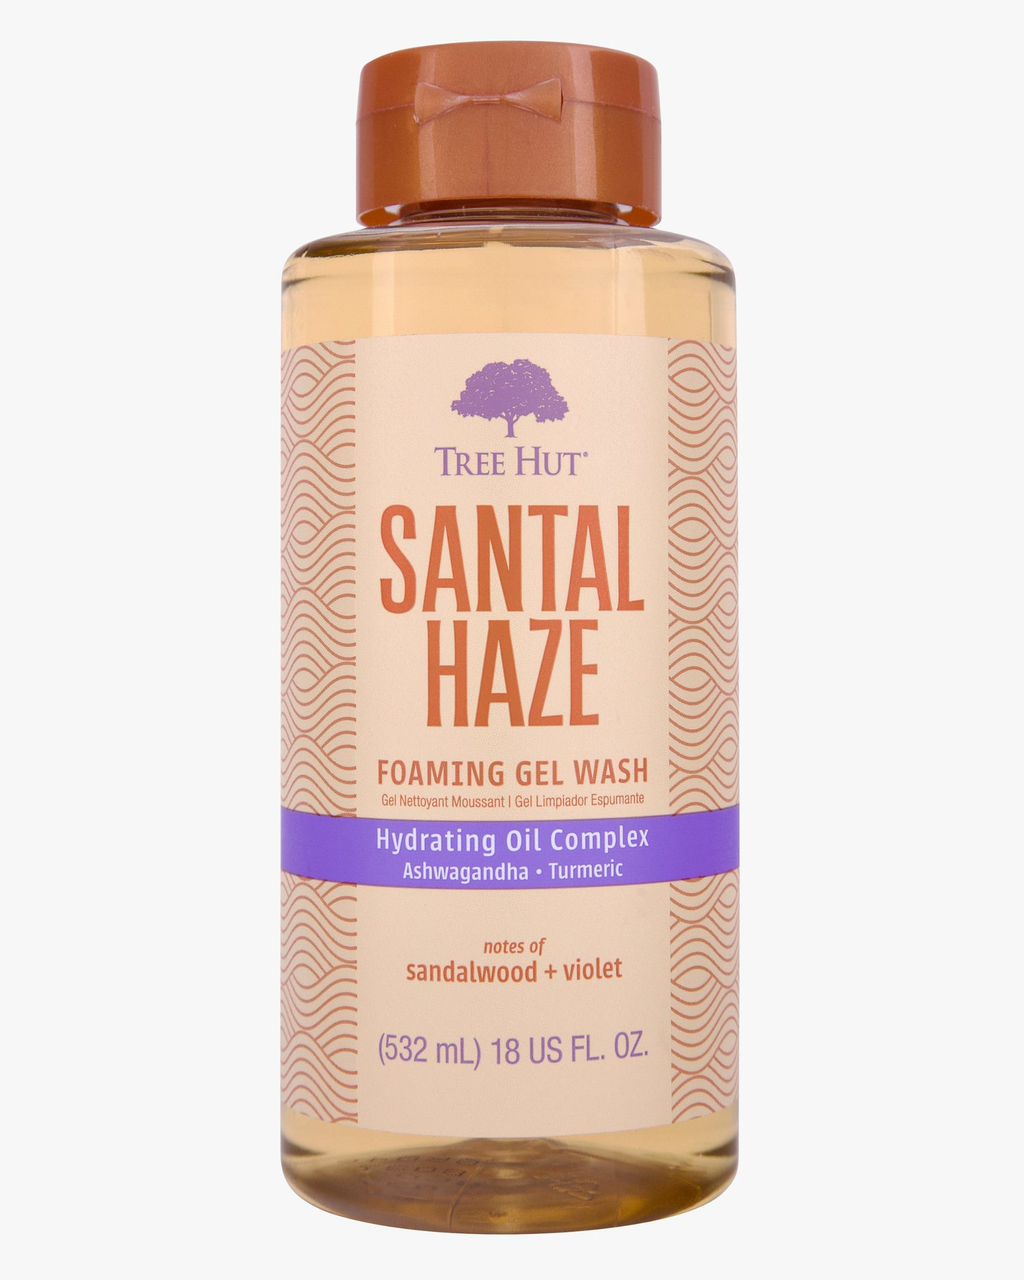 TREE HUT®
SANTAL
HAZE
FOAMING GEL WASH
Gel Nettoyant Moussant | Gel Limpiador Espumante
Hydrating Oil Complex
Ashwagandha • Turmeric
notes of
sandalwood + violet
(532 mL) 18 US FL. OZ.